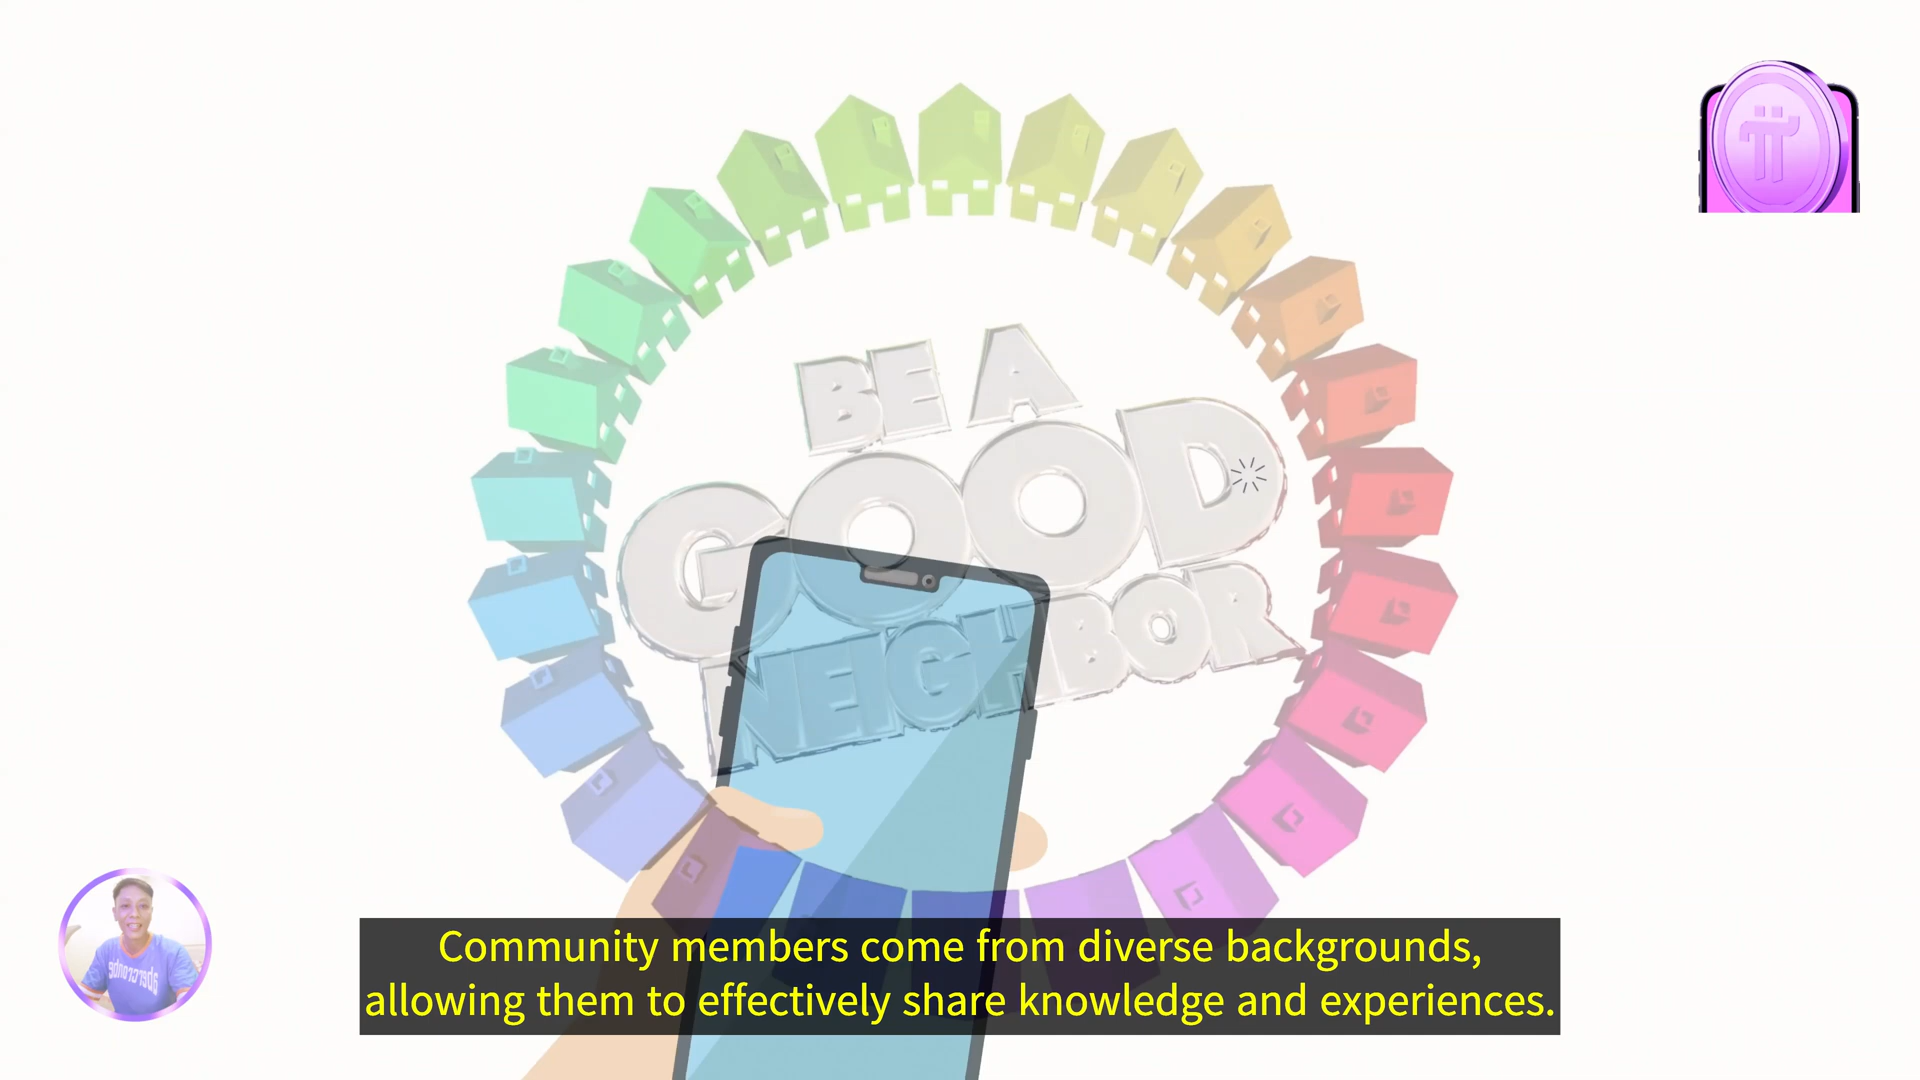 BE A
GOOD
NEIGHBOR
Community members come from diverse backgrounds,
allowing them to effectively share knowledge and experiences.